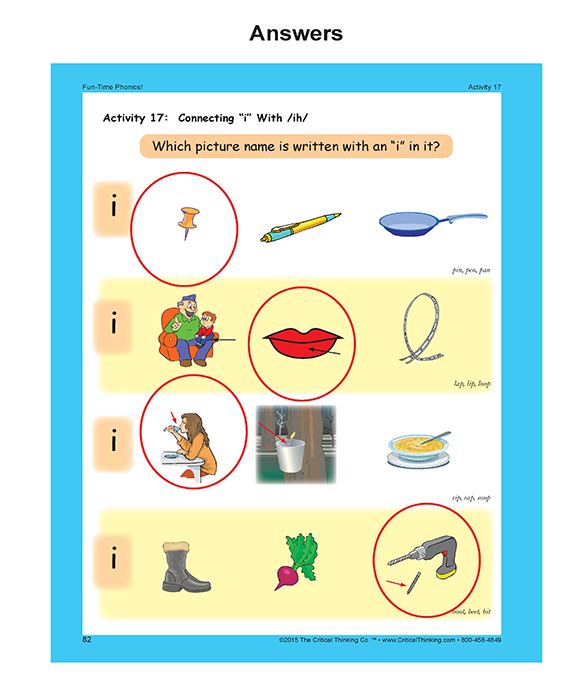 Answers
Fun-Time Phonics! Activity 17
Activity 17: Connecting “i” With /ih/
Which picture name is written with an “i” in it?
i
pin, pen, pan
i
lap, lip, loop
i
sip, sap, soup
i
boot, beet, bit
82 ©2015 The Critical Thinking Co.™ • www.CriticalThinking.com • 800-458-4849